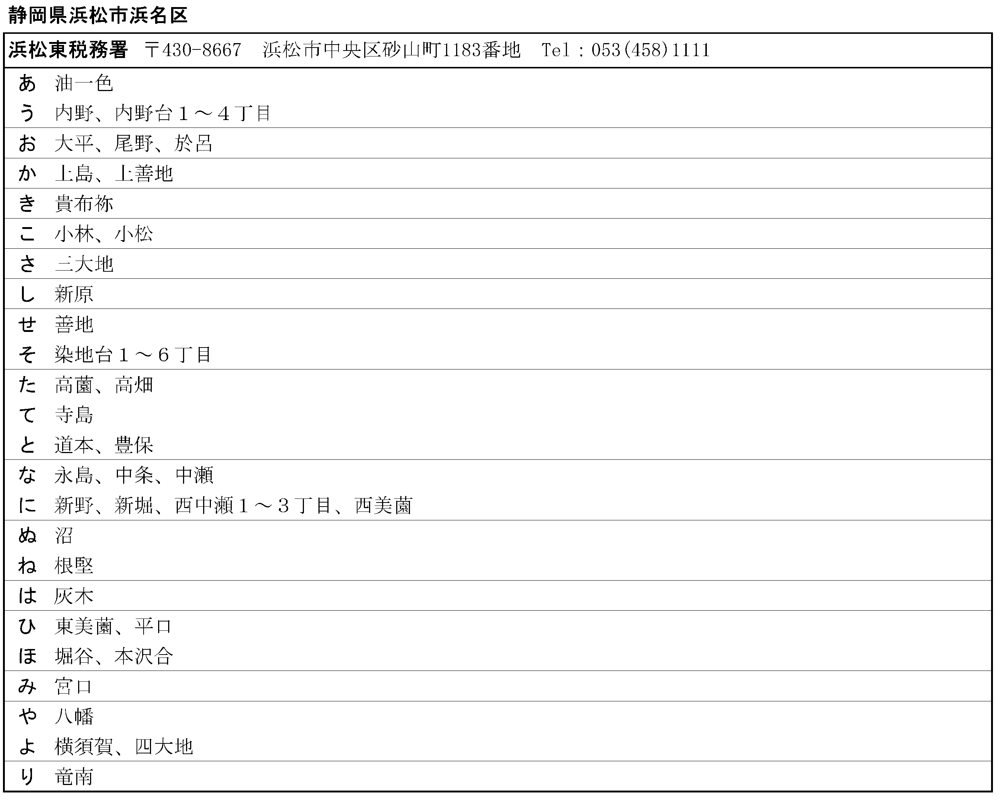 静岡県浜松市浜名区
浜松東税務署　〒430-8667　浜松市中央区砂山町1183番地　Tel：053(458)1111
あ　油一色
う　内野、内野台１～４丁目
お　大平、尾野、於呂
か　上島、上善地
き　貴布祢
こ　小林、小松
さ　三大地
し　新原
せ　善地
そ　染地台１～６丁目
た　高薗、高畑
て　寺島
と　道本、豊保
な　永島、中条、中瀬
に　新野、新堀、西中瀬１～３丁目、西美薗
ぬ　沼
ね　根堅
は　灰木
ひ　東美薗、平口
ほ　堀谷、本沢合
み　宮口
や　八幡
よ　横須賀、四大地
り　竜南